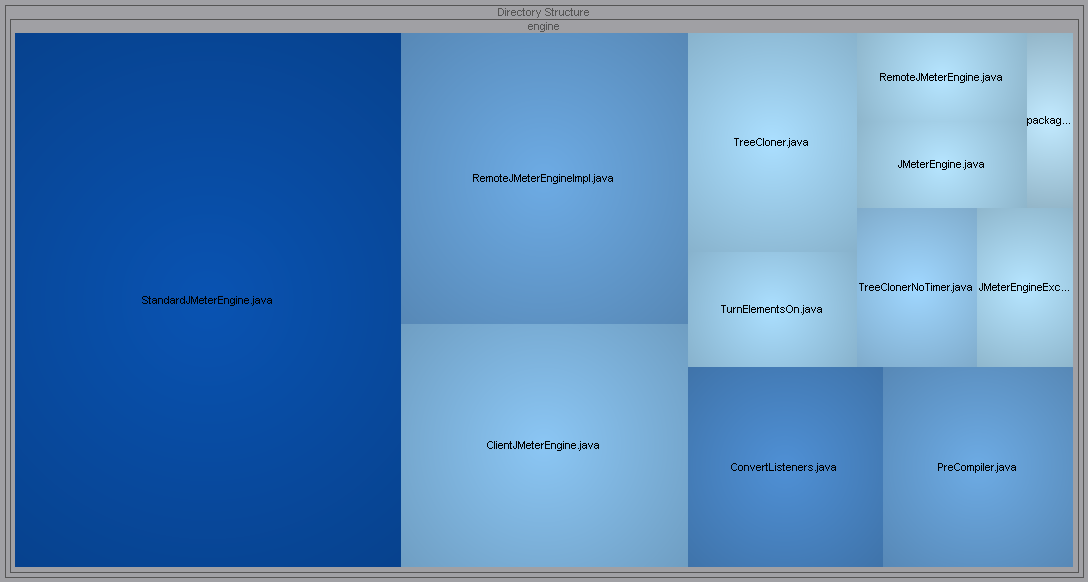 Directory Structure
engine
StandardJMeterEngine.java
RemoteJMeterEngineImpl.java
ClientJMeterEngine.java
TreeCloner.java
TurnElementsOn.java
RemoteJMeterEngine.java
JMeterEngine.java
packag...
TreeClonerNoTimer.java
JMeterEngineExc...
ConvertListeners.java
PreCompiler.java